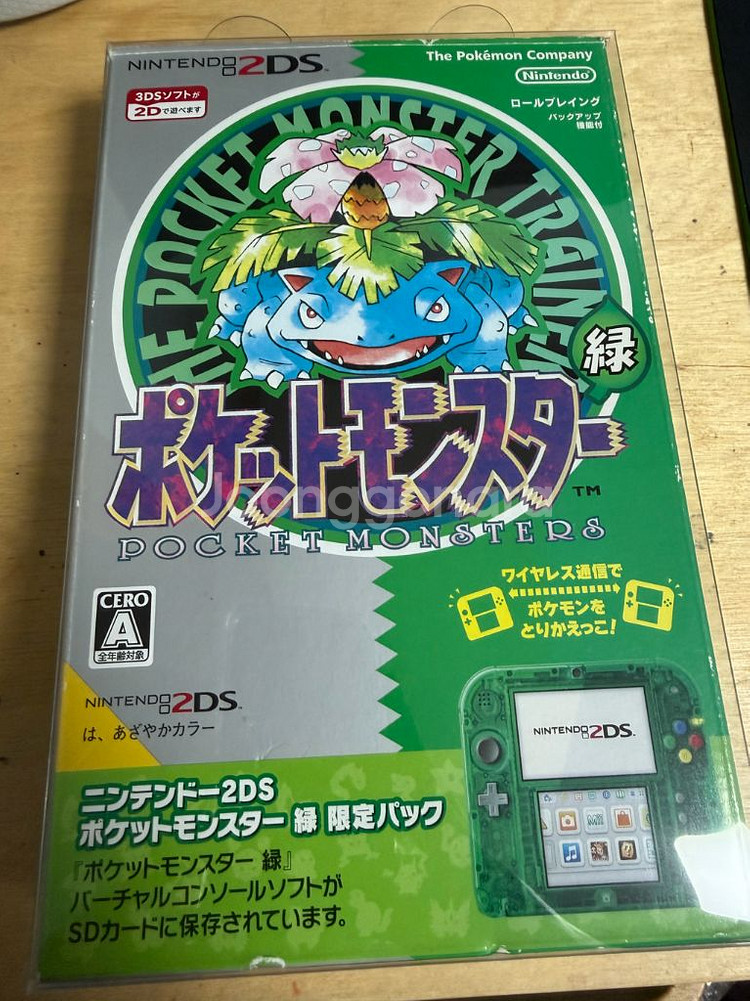 NINTENDO2DS™
The Pokémon Company
Nintendo
3DSソフトが
2Dで遊べます
ロールプレイング
バックアップ
機能付
THE POCKET MONSTER TRAINER
緑
ポケットモンスター
TM
Joonggonara
POCKET MONSTERS
ワイヤレス通信で
ポケモンを
とりかえっこ!
CERO
A
全年齢対象
NINTENDO2DS™
は、あざやかカラー
NINTENDO2DS™
Mii
ニンテンドー2DS
ポケットモンスター 緑 限定パック
『ポケットモンスター 緑』
バーチャルコンソールソフトが
SDカードに保存されています。